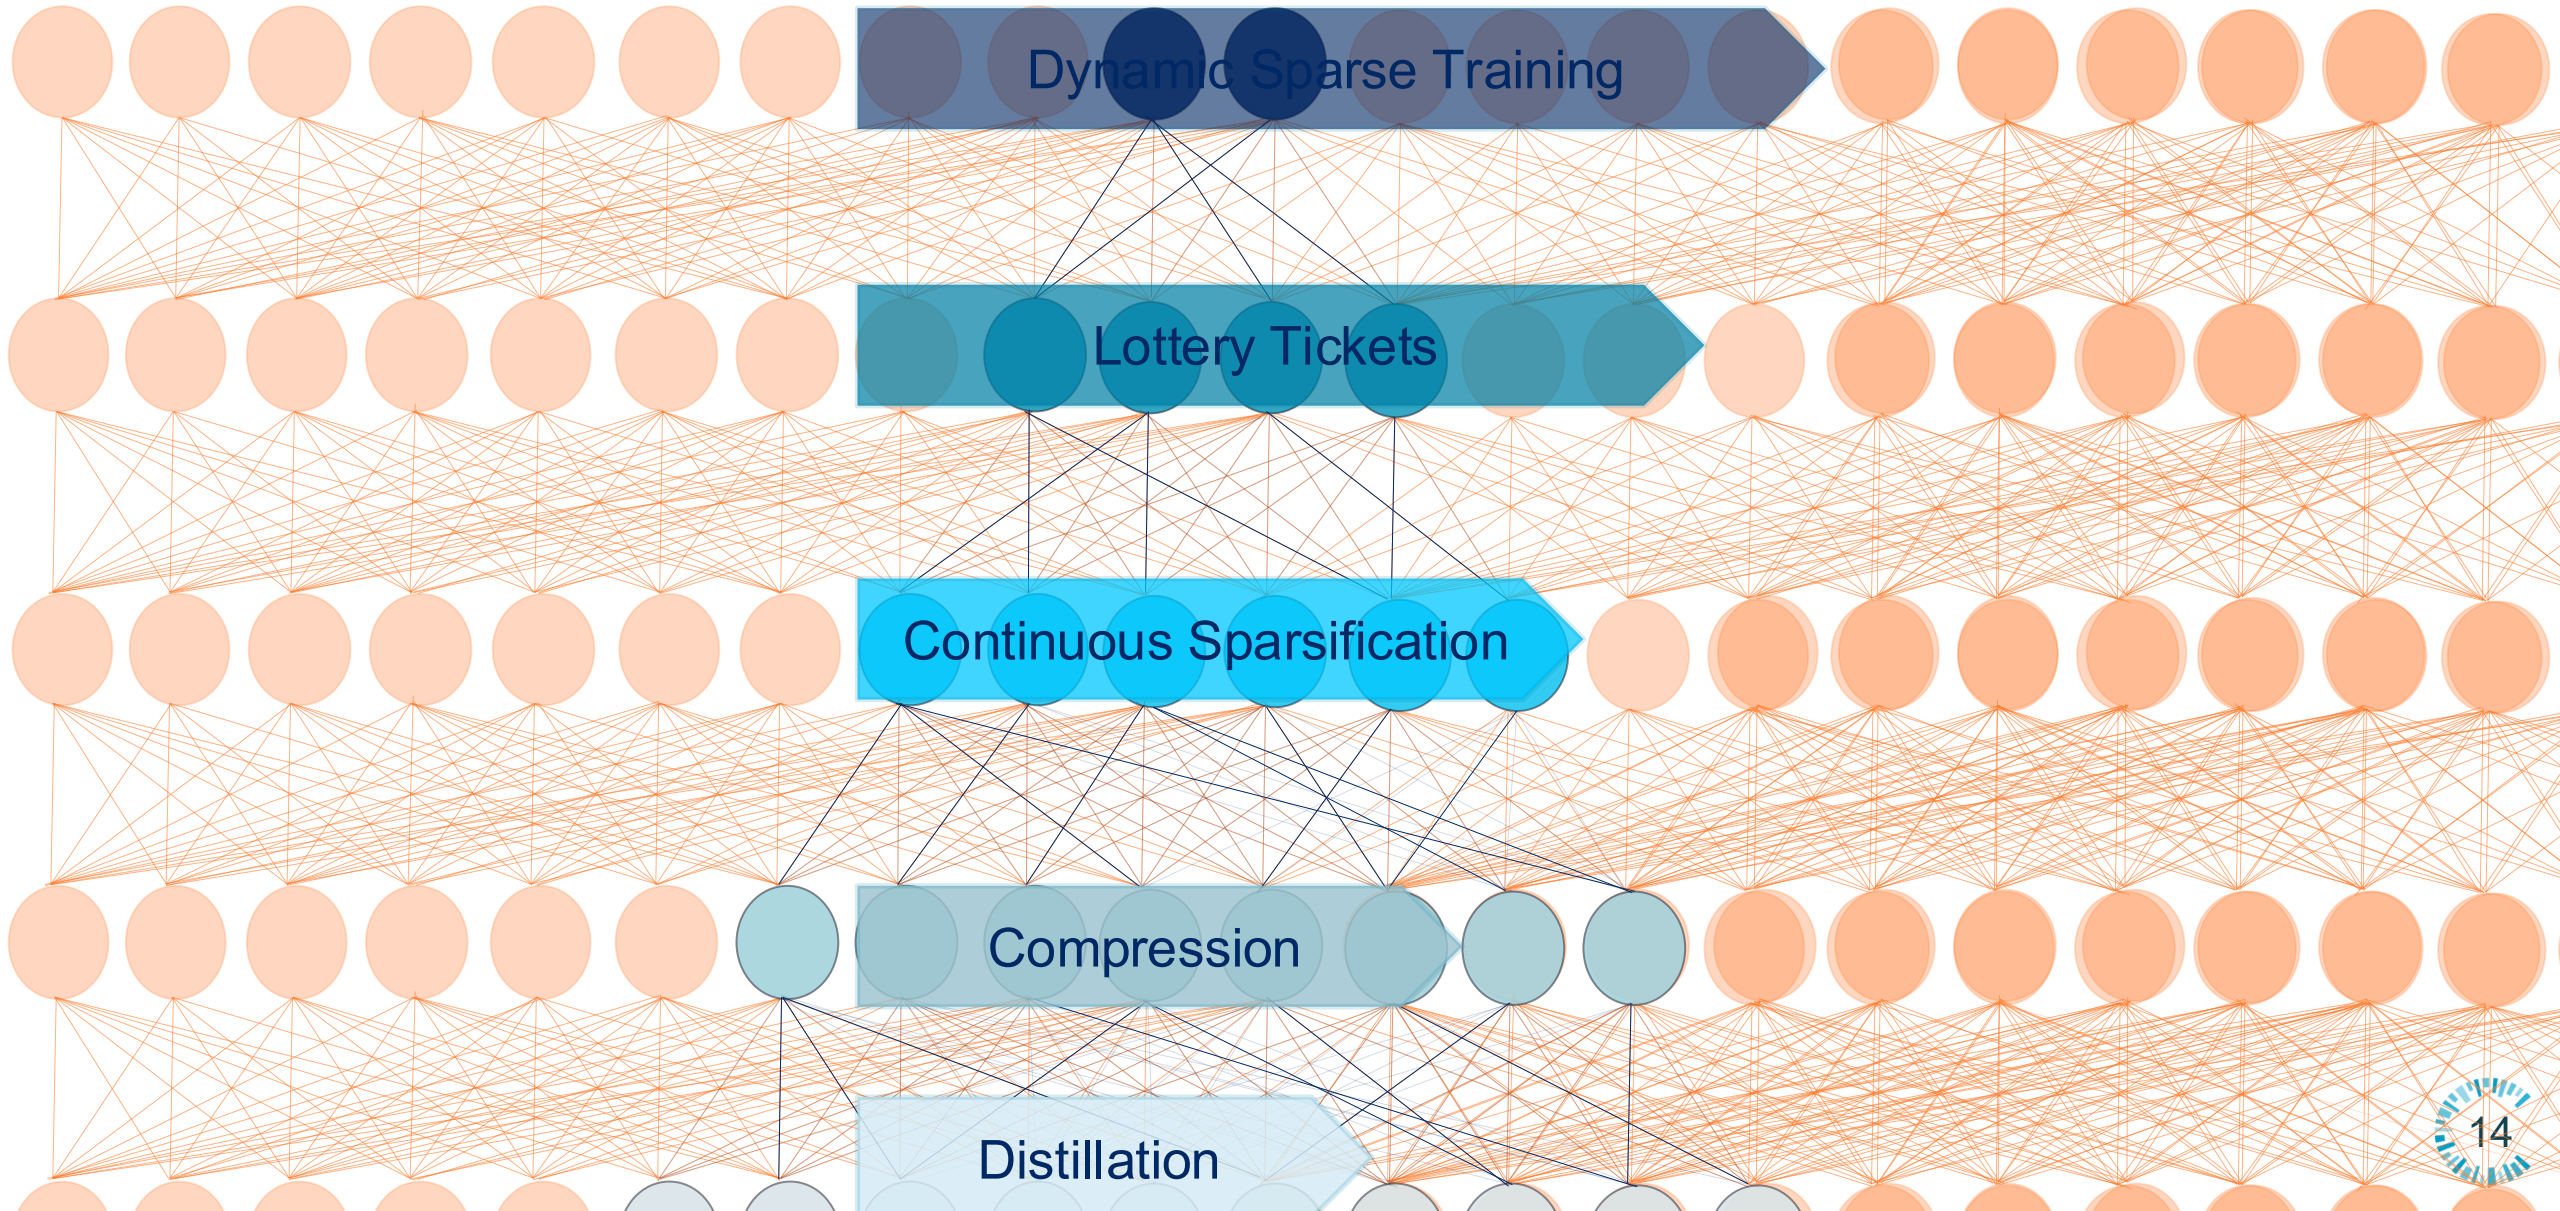 Dynamic Sparse Training
Lottery Tickets
Continuous Sparsification
Compression
Distillation
14